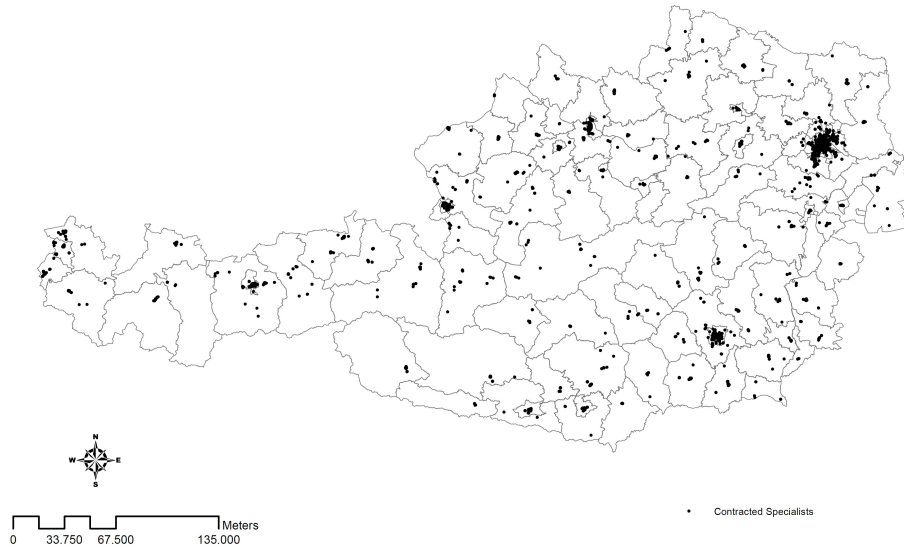 N
W E
S
Meters
0 33.750 67.500 135.000
Contracted Specialists